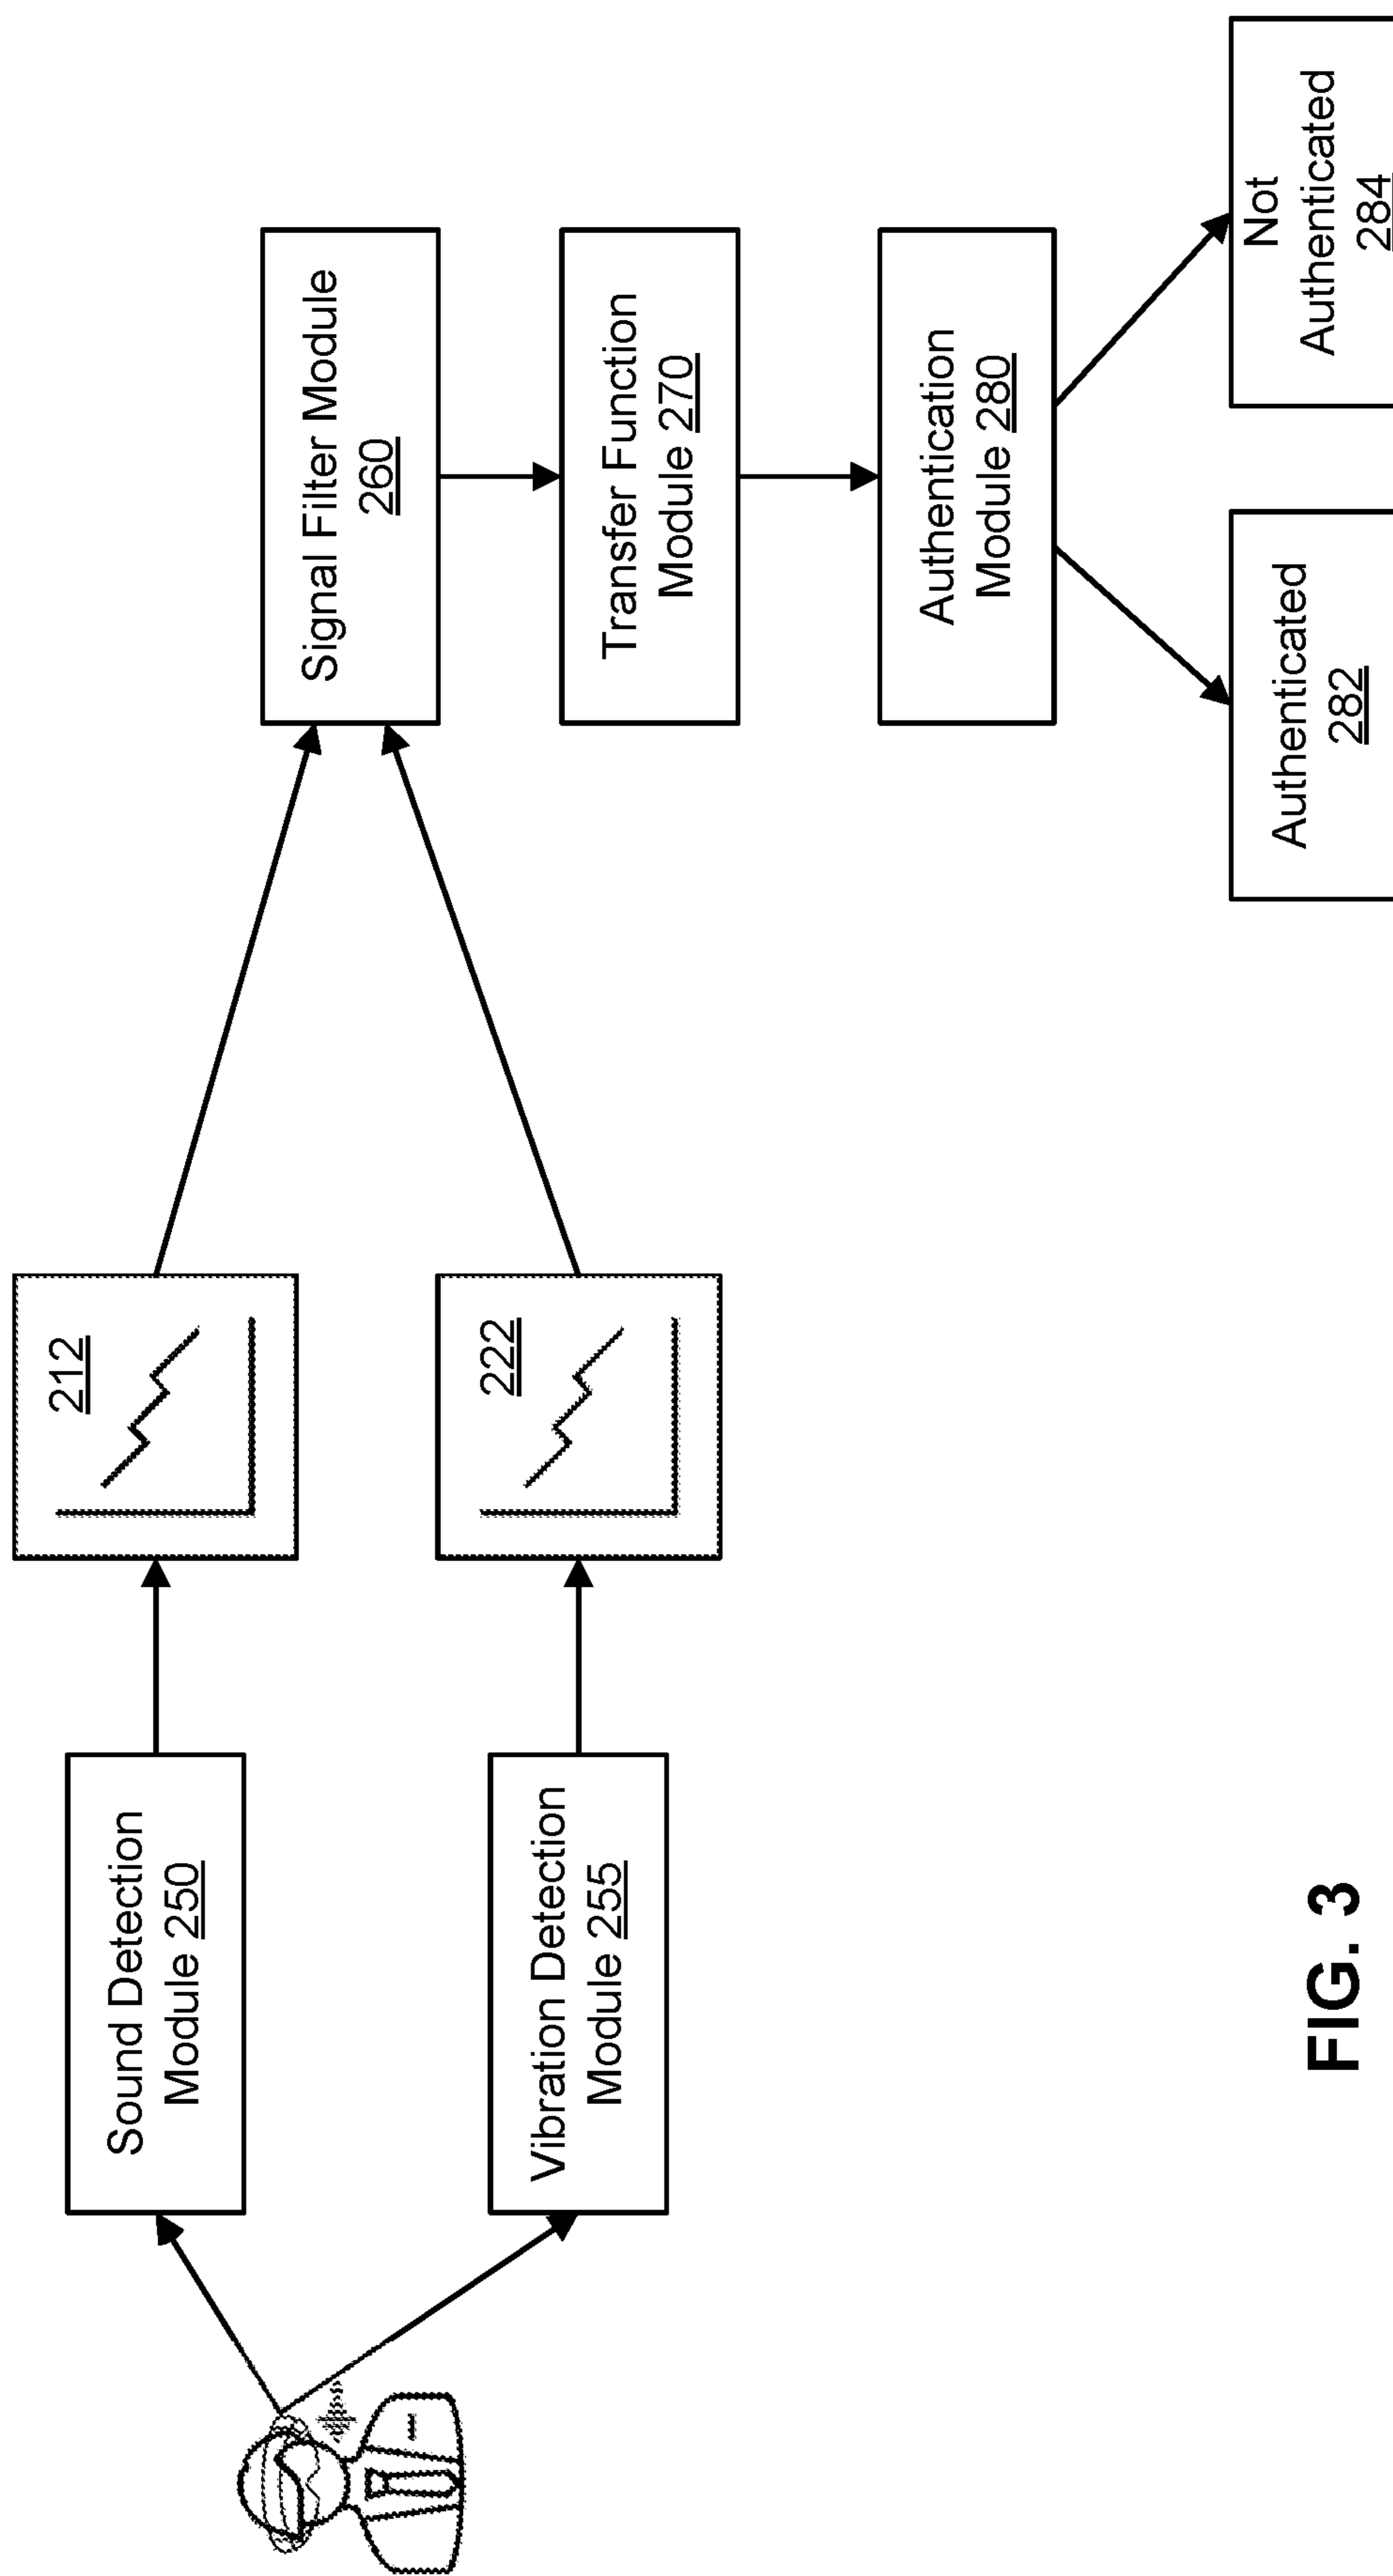 Sound Detection
Module 250
212
Vibration Detection
Module 255
222
Signal Filter Module
260
Transfer Function
Module 270
Authentication
Module 280
Authenticated
282
Not
Authenticated
284
FIG. 3